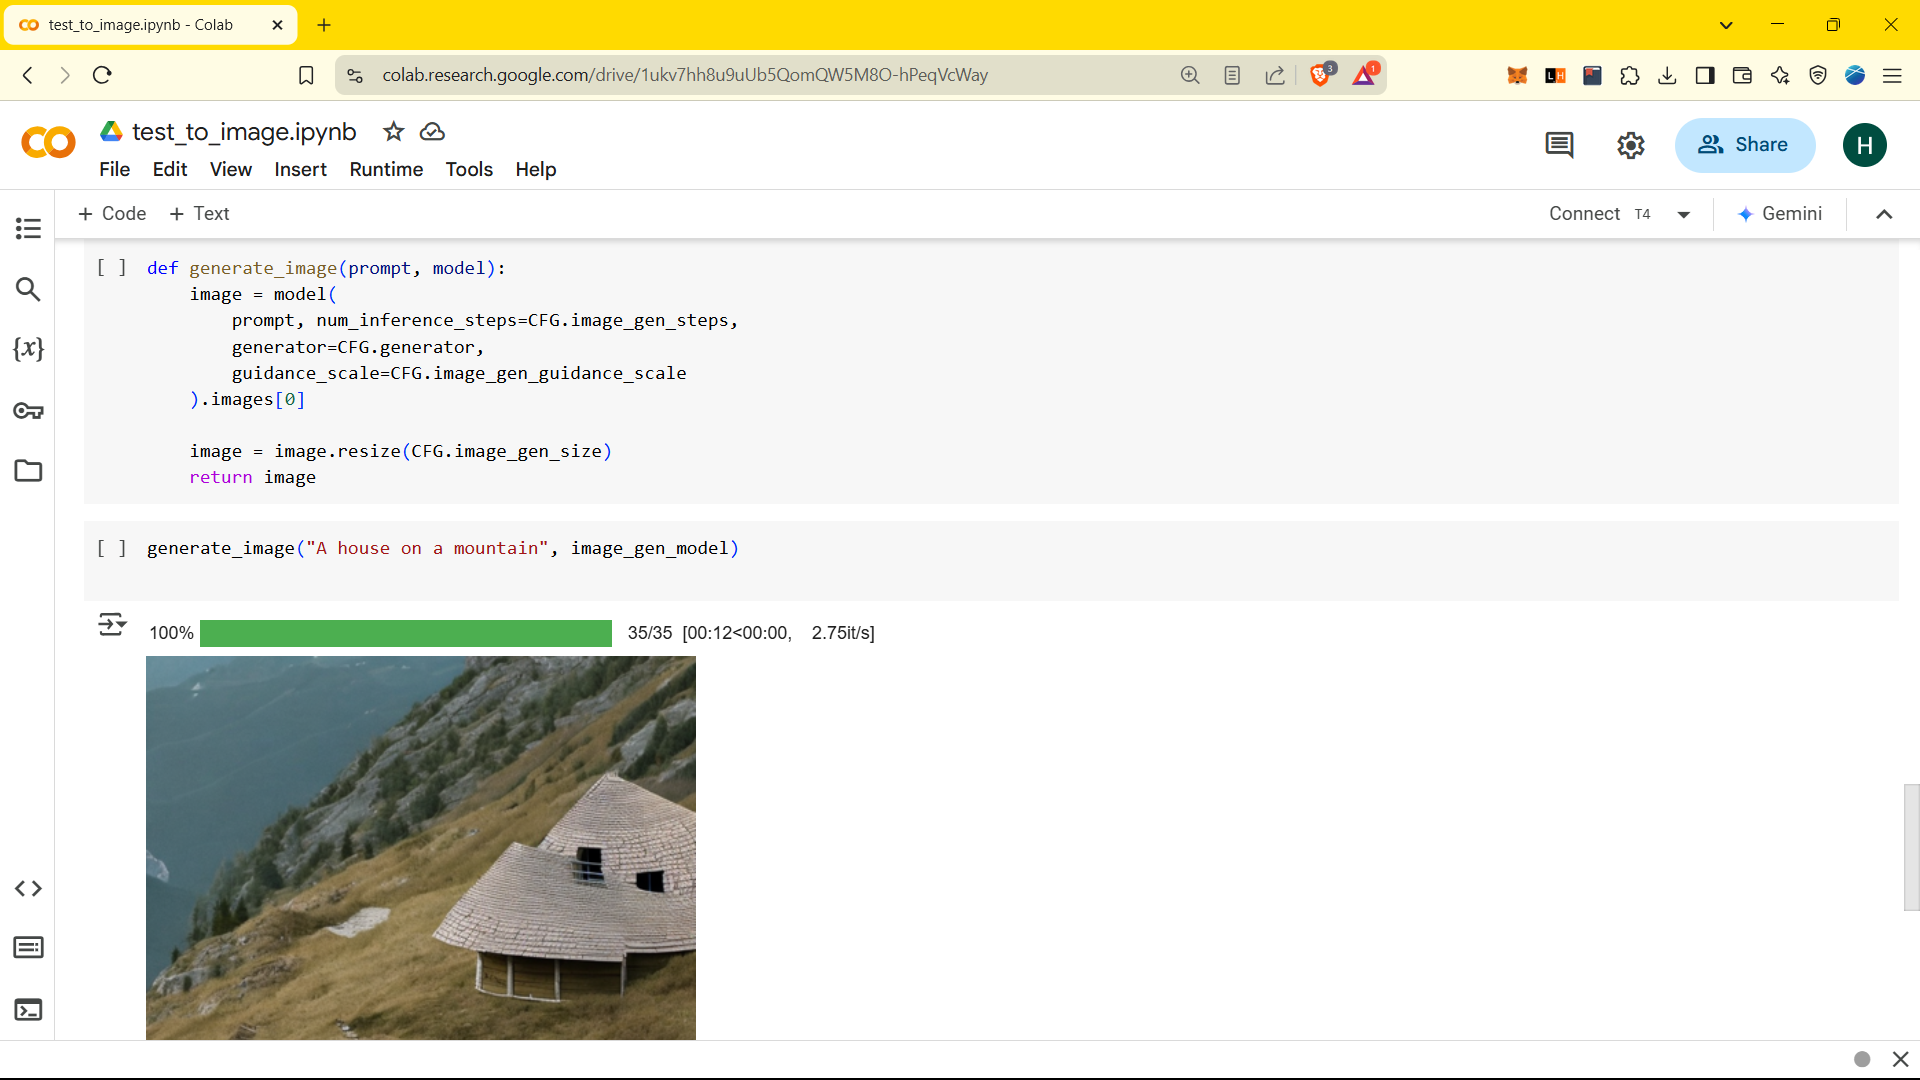 test_to_image.ipynb - Colab
colab.research.google.com/drive/1ukv7hh8u9uUb5QomQW5M8O-hPeqVcWay
3
1
LH
test_to_image.ipynb
File Edit View Insert Runtime Tools Help
Share
H
+ Code + Text
Connect T4
Gemini
{x}
[ ] def generate_image(prompt, model):
    image = model(
        prompt, num_inference_steps=CFG.image_gen_steps,
        generator=CFG.generator,
        guidance_scale=CFG.image_gen_guidance_scale
    ).images[0]
    image = image.resize(CFG.image_gen_size)
    return image
[ ] generate_image("A house on a mountain", image_gen_model)
100% 35/35 [00:12<00:00, 2.75it/s]